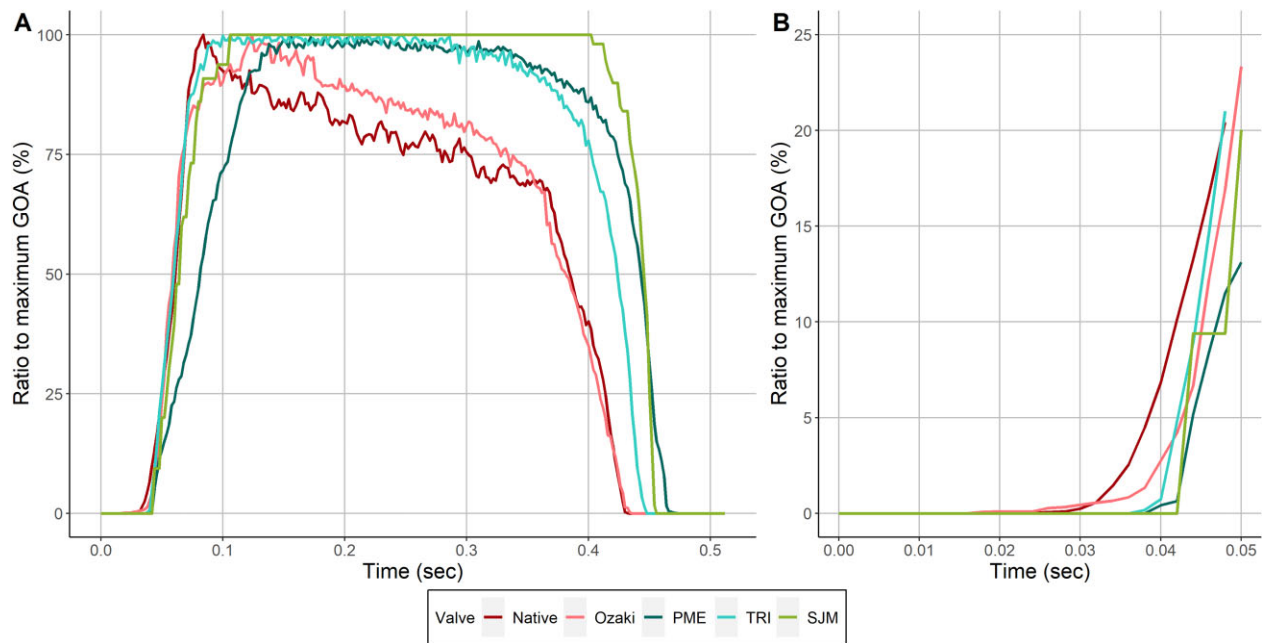 A
B
Ratio to maximum GOA (%)
100
75
50
25
0
0.0 0.1 0.2 0.3 0.4 0.5
Time (sec)
Ratio to maximum GOA (%)
25
20
15
10
5
0
0.00 0.01 0.02 0.03 0.04 0.05
Time (sec)
Valve Native Ozaki PME TRI SJM